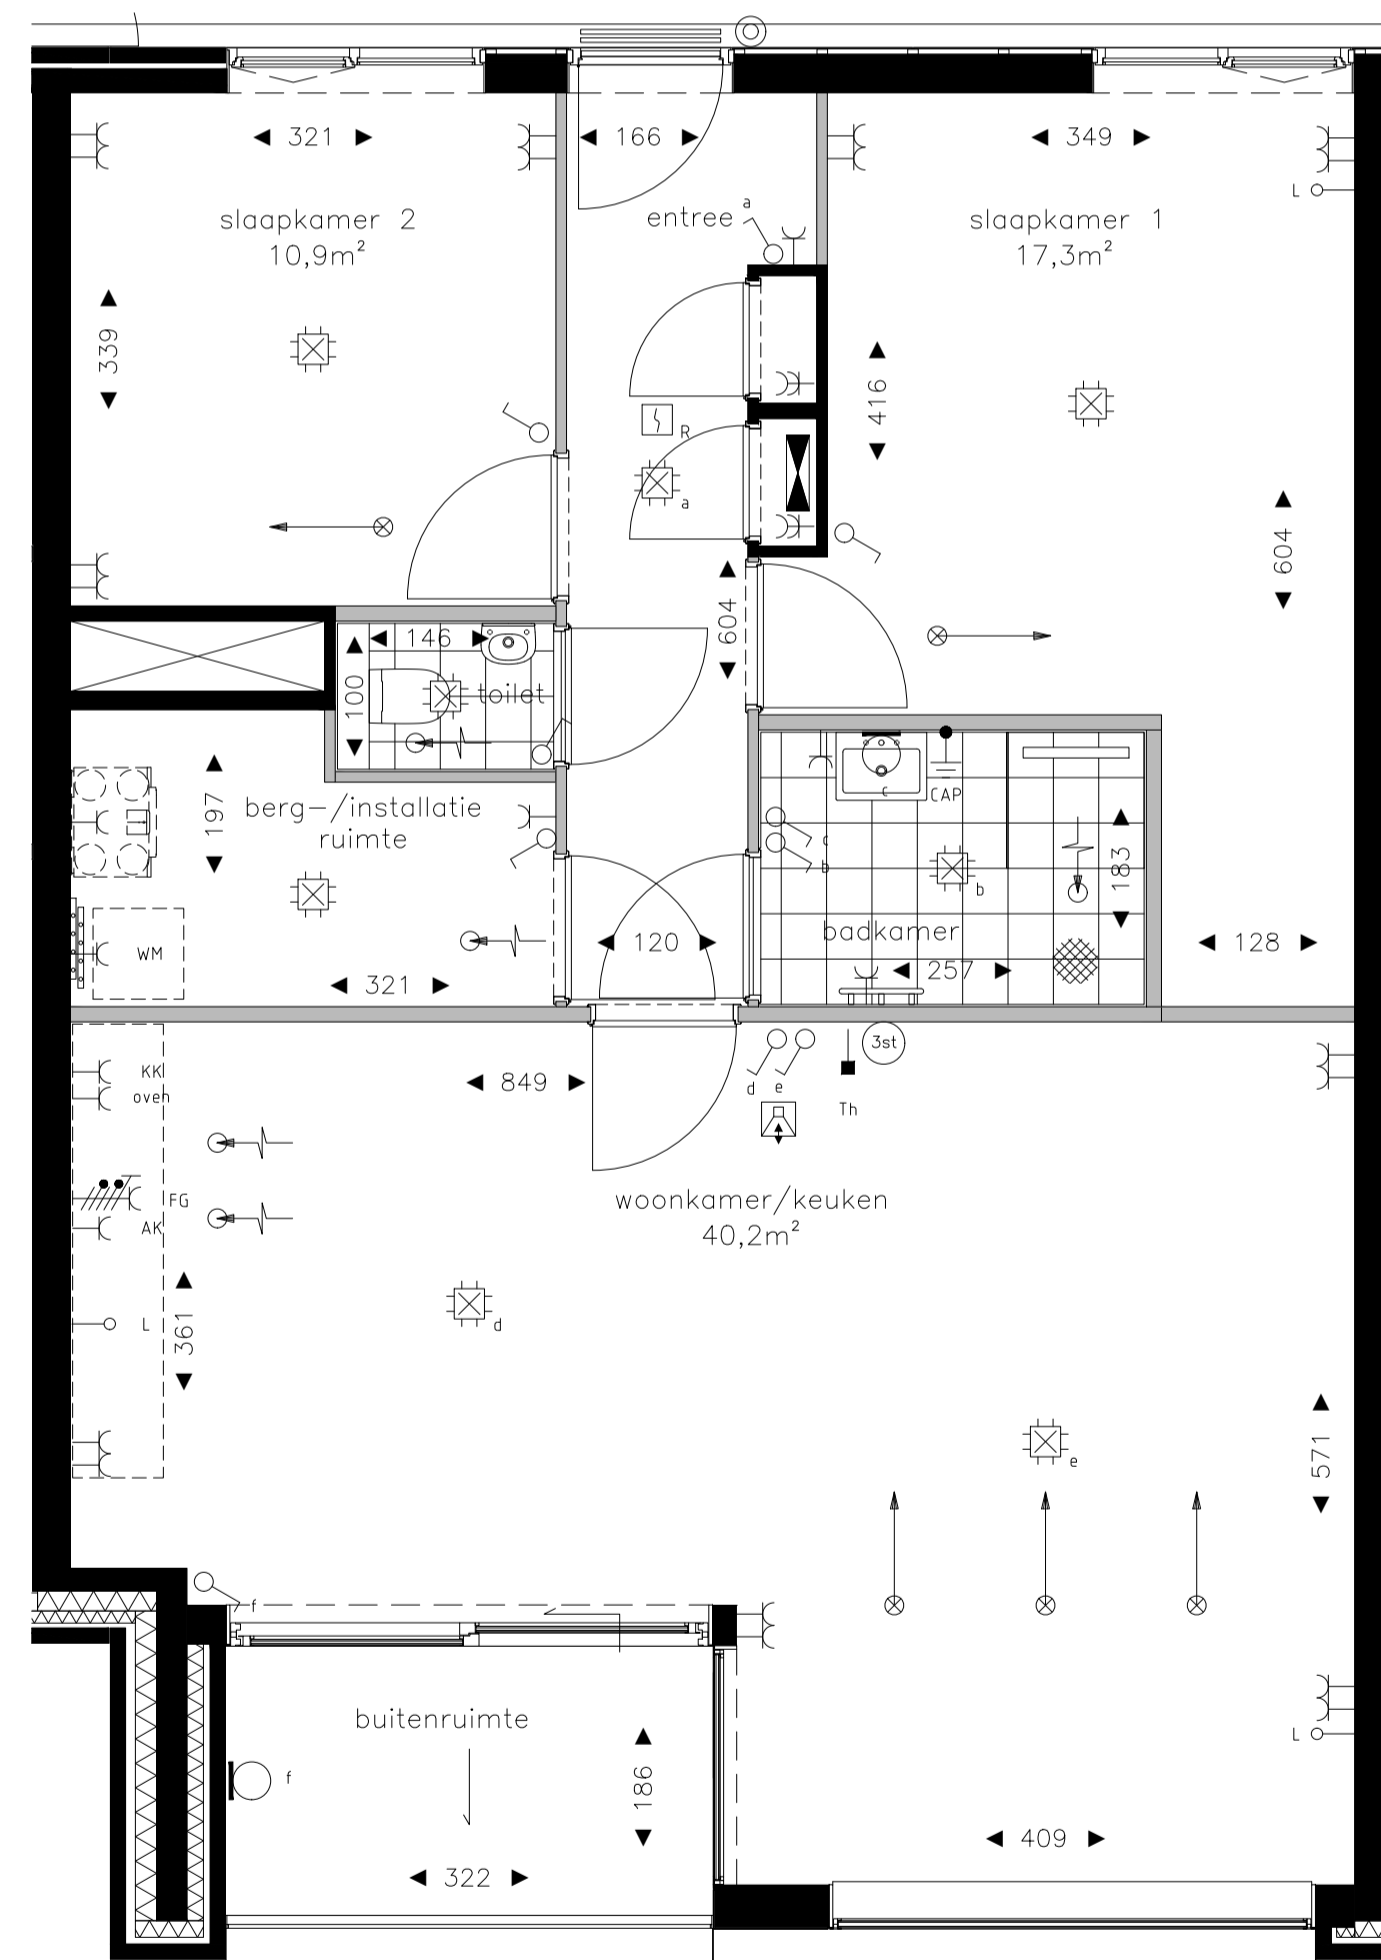 321
166
349
entree a
L
slaapkamer 2
10,9m²
slaapkamer 1
17,3m²
339
416
R
a
604
604
146
100
toilet
197
berg-/installatie
ruimte
c
CAP
c
b
b
183
WM
badkamer
120
257
128
321
3st
KK
oven
849
d
e
Th
FG
AK
woonkamer/keuken
40,2m²
L
361
d
e
571
f
buitenruimte
L
f
186
409
322